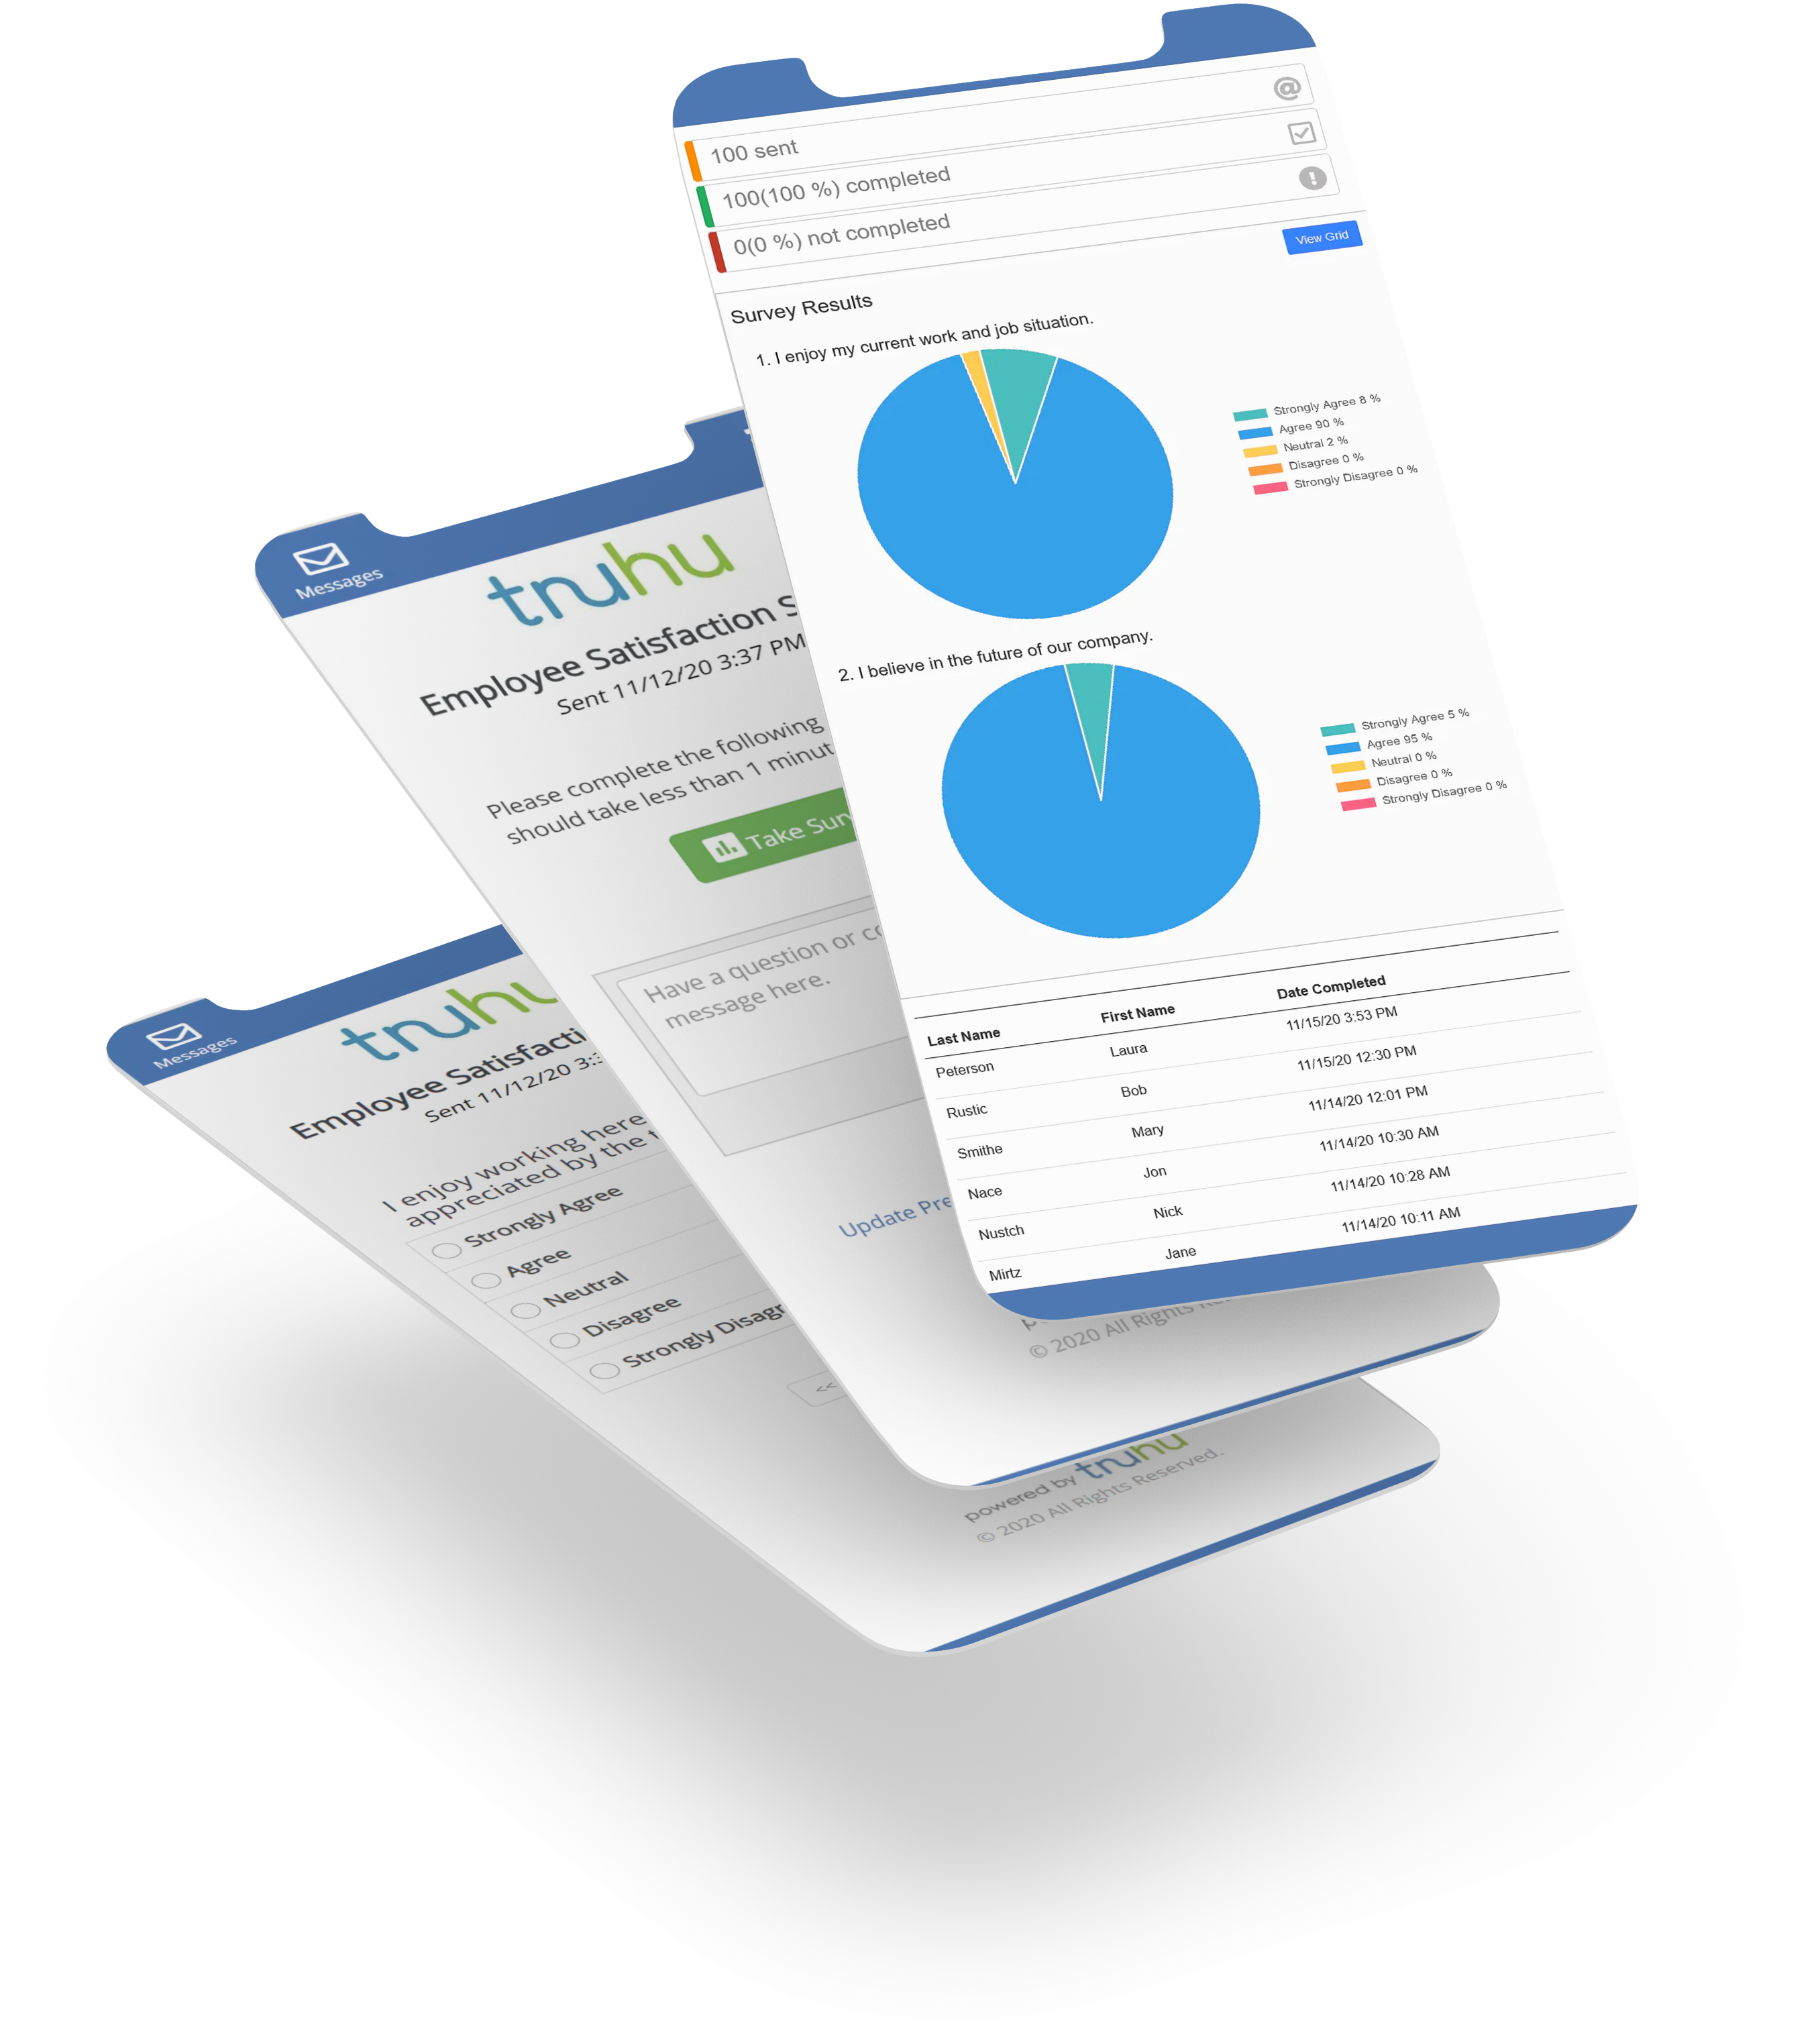 @
100 sent
100(100 %) completed
0(0 %) not completed
View Grid
Survey Results
1. I enjoy my current work and job situation.
Strongly Agree 8 %
Agree 90 %
Neutral 2 %
Disagree 0 %
Strongly Disagree 0 %
2. I believe in the future of our company.
Strongly Agree 5 %
Agree 95 %
Neutral 0 %
Disagree 0 %
Strongly Disagree 0 %
Last Name First Name Date Completed
Peterson Laura 11/15/20 3:53 PM
Rustic Bob 11/15/20 12:30 PM
Smithe Mary 11/14/20 12:01 PM
Nace Jon 11/14/20 10:30 AM
Nustch Nick 11/14/20 10:28 AM
Mirtz Jane 11/14/20 10:11 AM
Messages
truhu
Employee Satisfaction S
Sent 11/12/20 3:37 PM
Please complete the following
should take less than 1 minut
Take Sur
Have a question or co
message here.
Update Pre
© 2020 All Rights
Messages
truhu
Employee Satisfacti
Sent 11/12/20 3:3
I enjoy working here
appreciated by the t
Strongly Agree
Agree
Neutral
Disagree
Strongly Disagr
<<
powered by truhu
© 2020 All Rights Reserved.